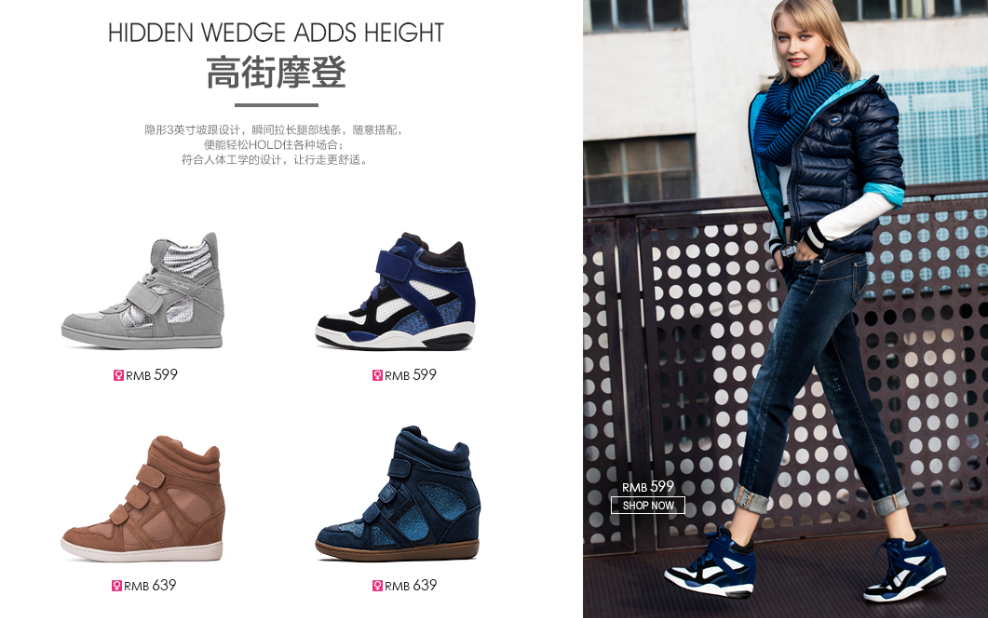 HIDDEN WEDGE ADDS HEIGHT
高街摩登
隐形3英寸坡跟设计，瞬间拉长腿部线条，随意搭配，
便能轻松HOLD住各种场合；
符合人体工学的设计，让行走更舒适。
RMB 599
RMB 599
RMB 639
RMB 639
RMB 599
SHOP NOW